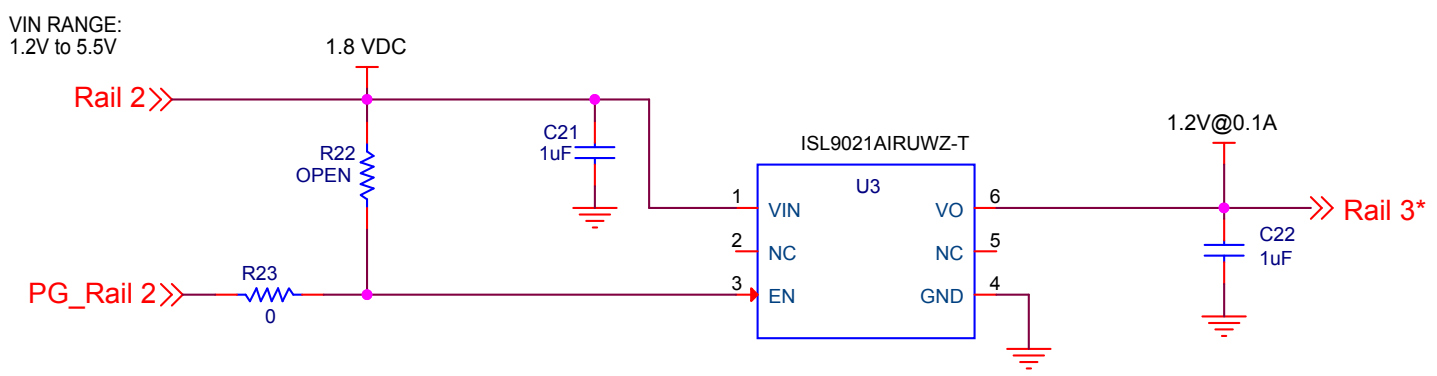 VIN RANGE:
1.2V to 5.5V
1.8 VDC
Rail 2
C21
1uF
R22
OPEN
ISL9021AIRUWZ-T
U3
1.2V@0.1A
1
VIN
VO
6
Rail 3*
2
NC
NC
5
C22
1uF
R23
0
PG_Rail 2
3
EN
GND
4